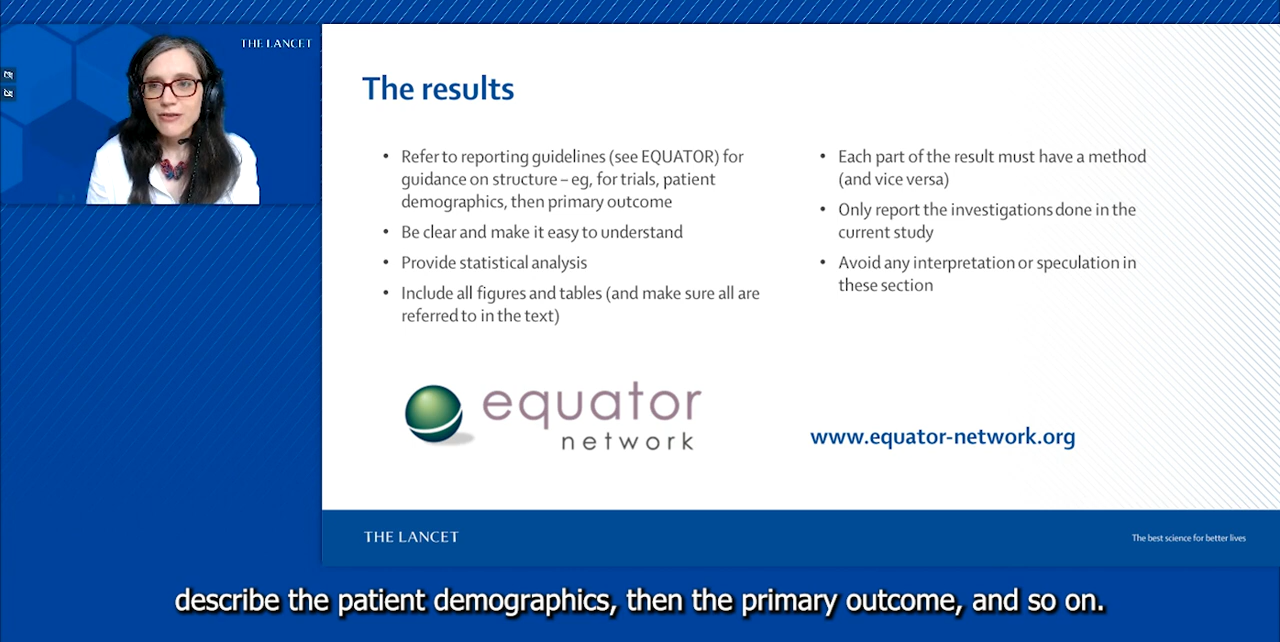 THE LANCET
The results
• Refer to reporting guidelines (see EQUATOR) for
guidance on structure – eg, for trials, patient
demographics, then primary outcome
• Be clear and make it easy to understand
• Provide statistical analysis
• Include all figures and tables (and make sure all are
referred to in the text)
• Each part of the result must have a method
(and vice versa)
• Only report the investigations done in the
current study
• Avoid any interpretation or speculation in
these section
equator
network
www.equator-network.org
THE LANCET
The best science for better lives
describe the patient demographics, then the primary outcome, and so on.